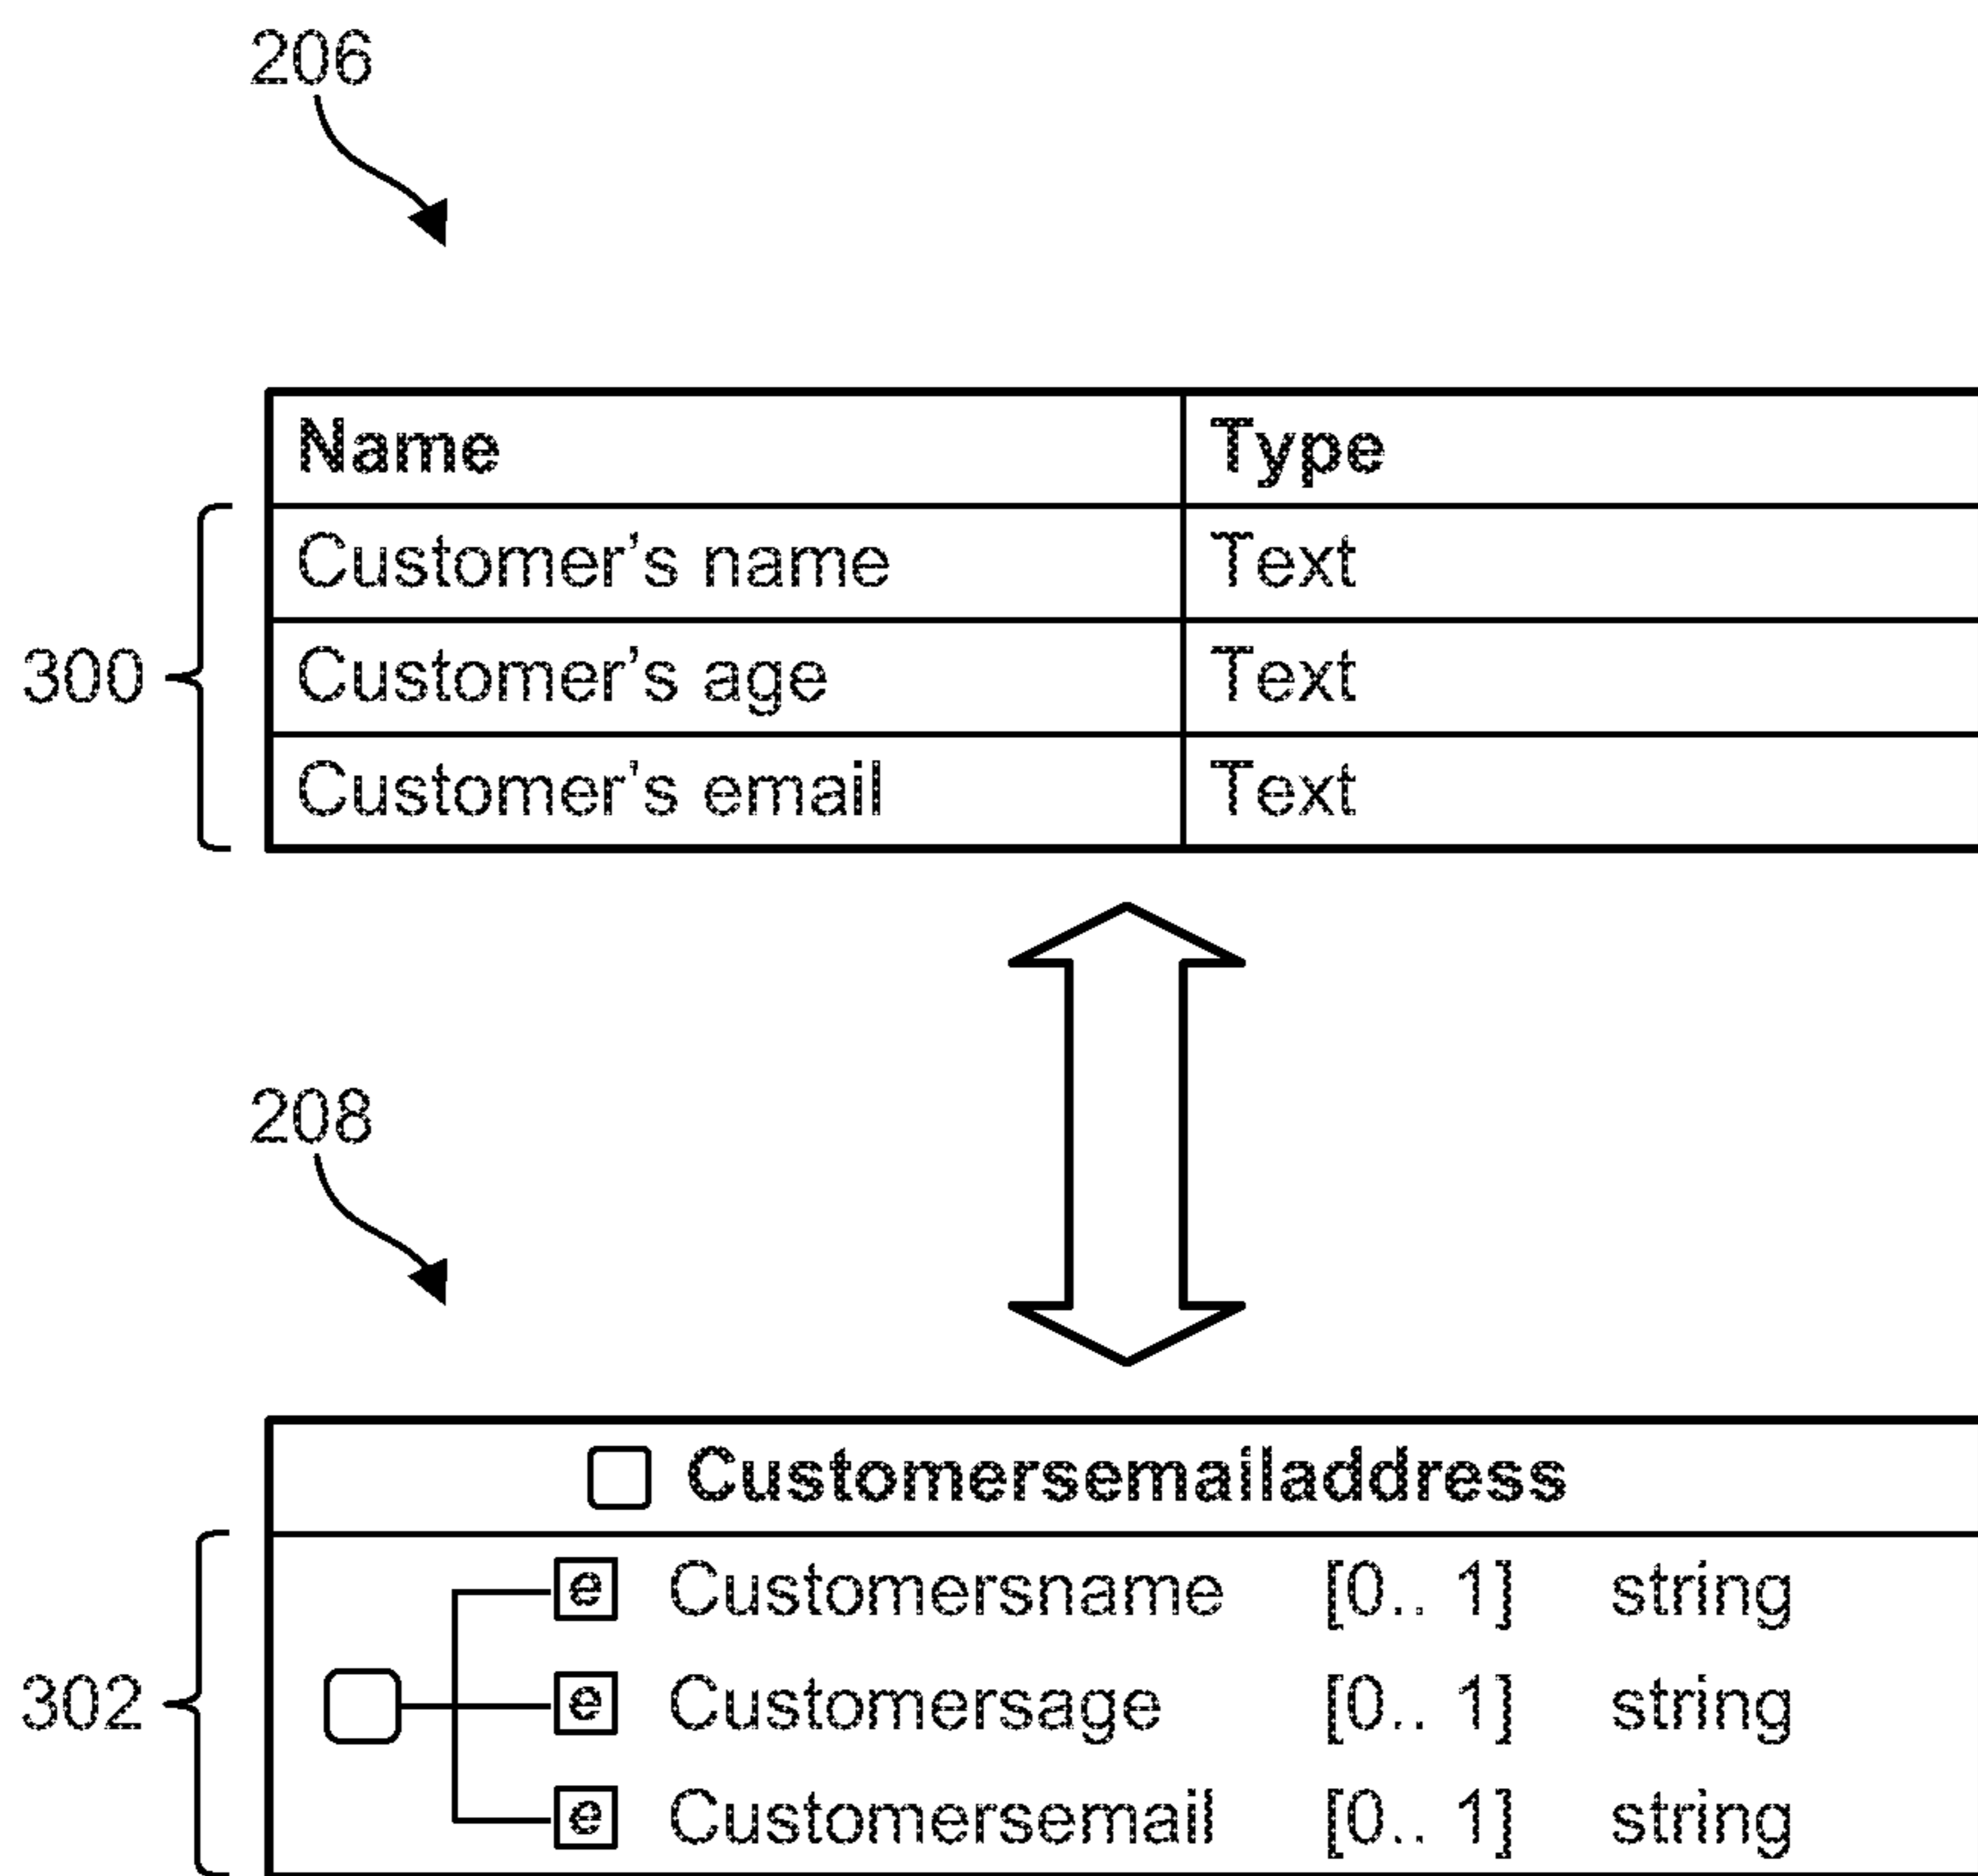 206
Name Type
Customer’s name Text
300 Customer’s age Text
Customer’s email Text
208
Customersemailaddress
e Customersname [0.. 1] string
302 e Customersage [0.. 1] string
e Customersemail [0.. 1] string